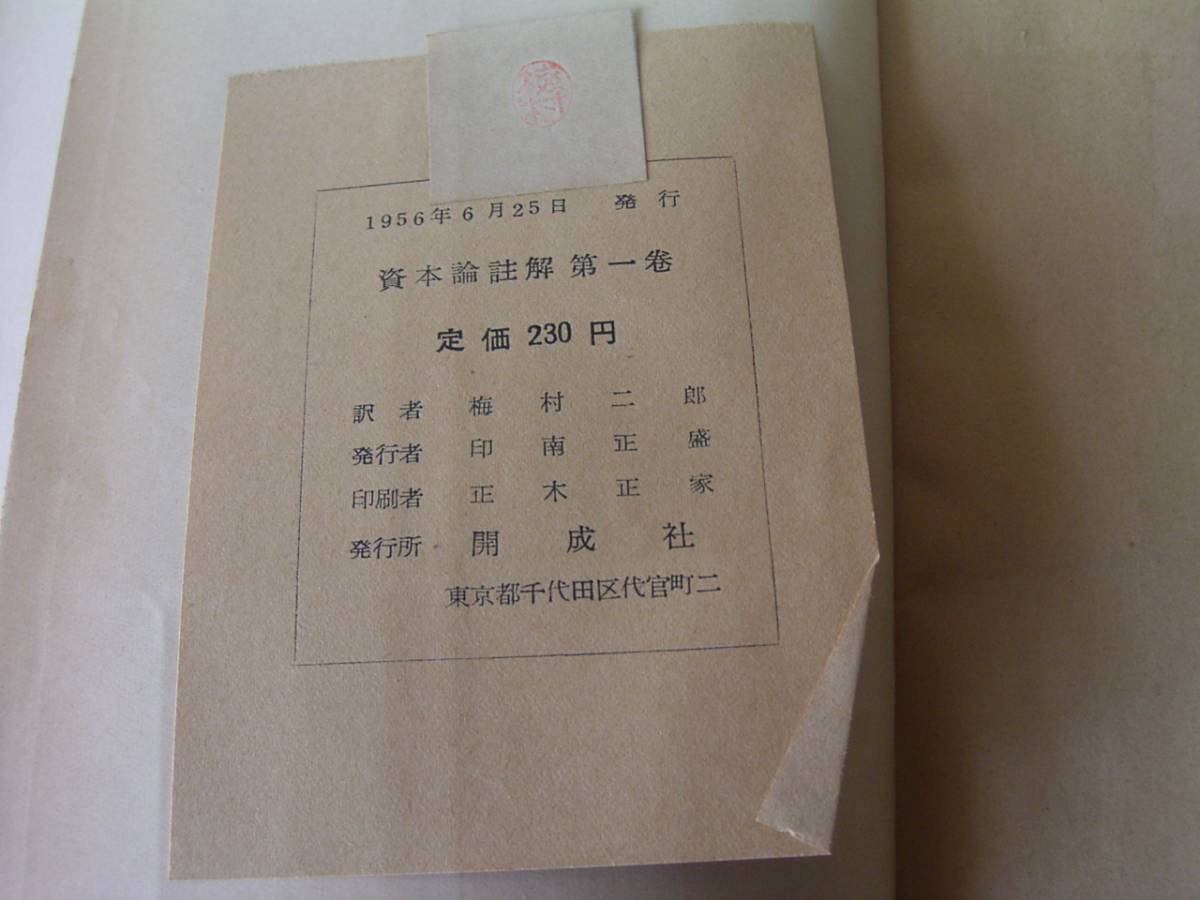 梅村
1956年6月25日 発行
資本論註解 第一巻
定価 230 円
訳者 梅村二郎
発行者 印南正盛
印刷者 正木正家
発行所 開成社
東京都千代田区代官町二